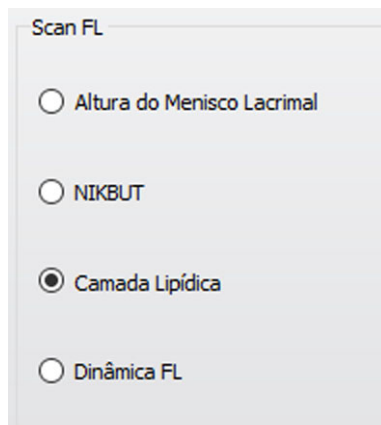 Scan FL
Altura do Menisco Lacrimal
NIKBUT
Camada Lipídica
Dinâmica FL